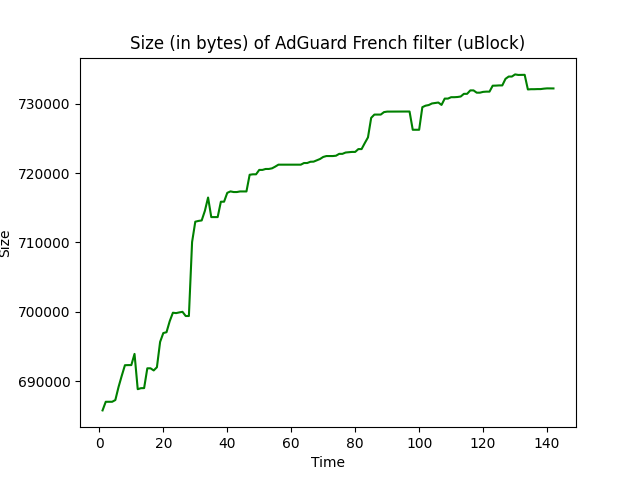 Size (in bytes) of AdGuard French filter (uBlock)
730000
720000
710000
700000
690000
Size
0 20 40 60 80 100 120 140
Time